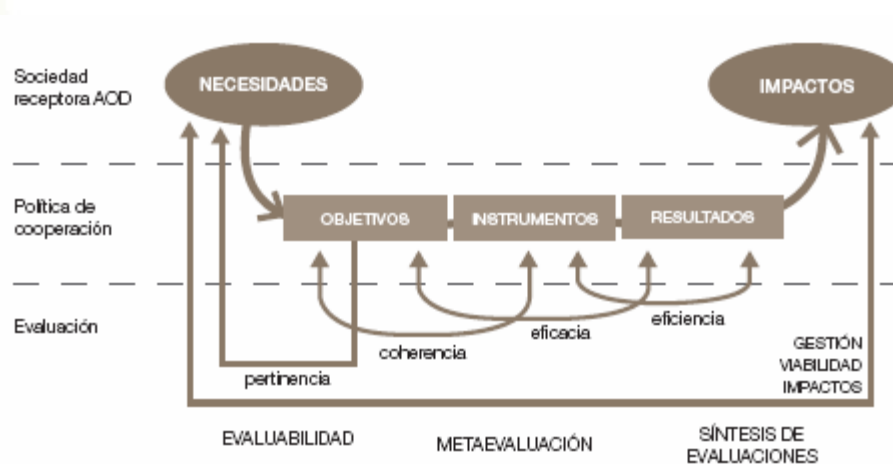 Sociedad
receptora AOD
NECESIDADES
IMPACTOS
Política de
cooperación
OBJETIVOS
INSTRUMENTOS
RESULTADOS
Evaluación
pertinencia
coherencia
eficacia
eficiencia
GESTIÓN
VIABILIDAD
IMPACTOS
EVALUABILIDAD
METAEVALUACIÓN
SÍNTESIS DE
EVALUACIONES